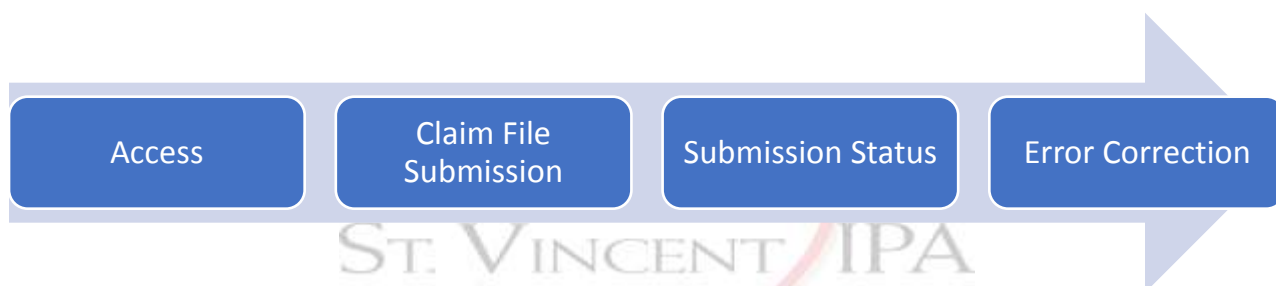 Access
Claim File
Submission
Submission Status
Error Correction
ST. VINCENT IPA